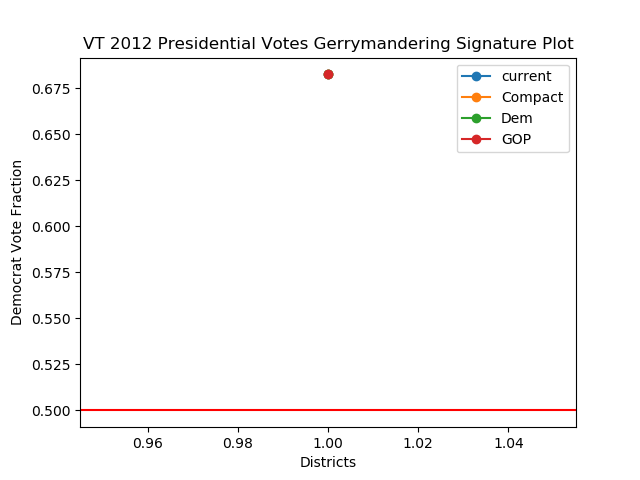 VT 2012 Presidential Votes Gerrymandering Signature Plot
current
Compact
Dem
GOP
Democrat Vote Fraction
0.675
0.650
0.625
0.600
0.575
0.550
0.525
0.500
0.96 0.98 1.00 1.02 1.04
Districts